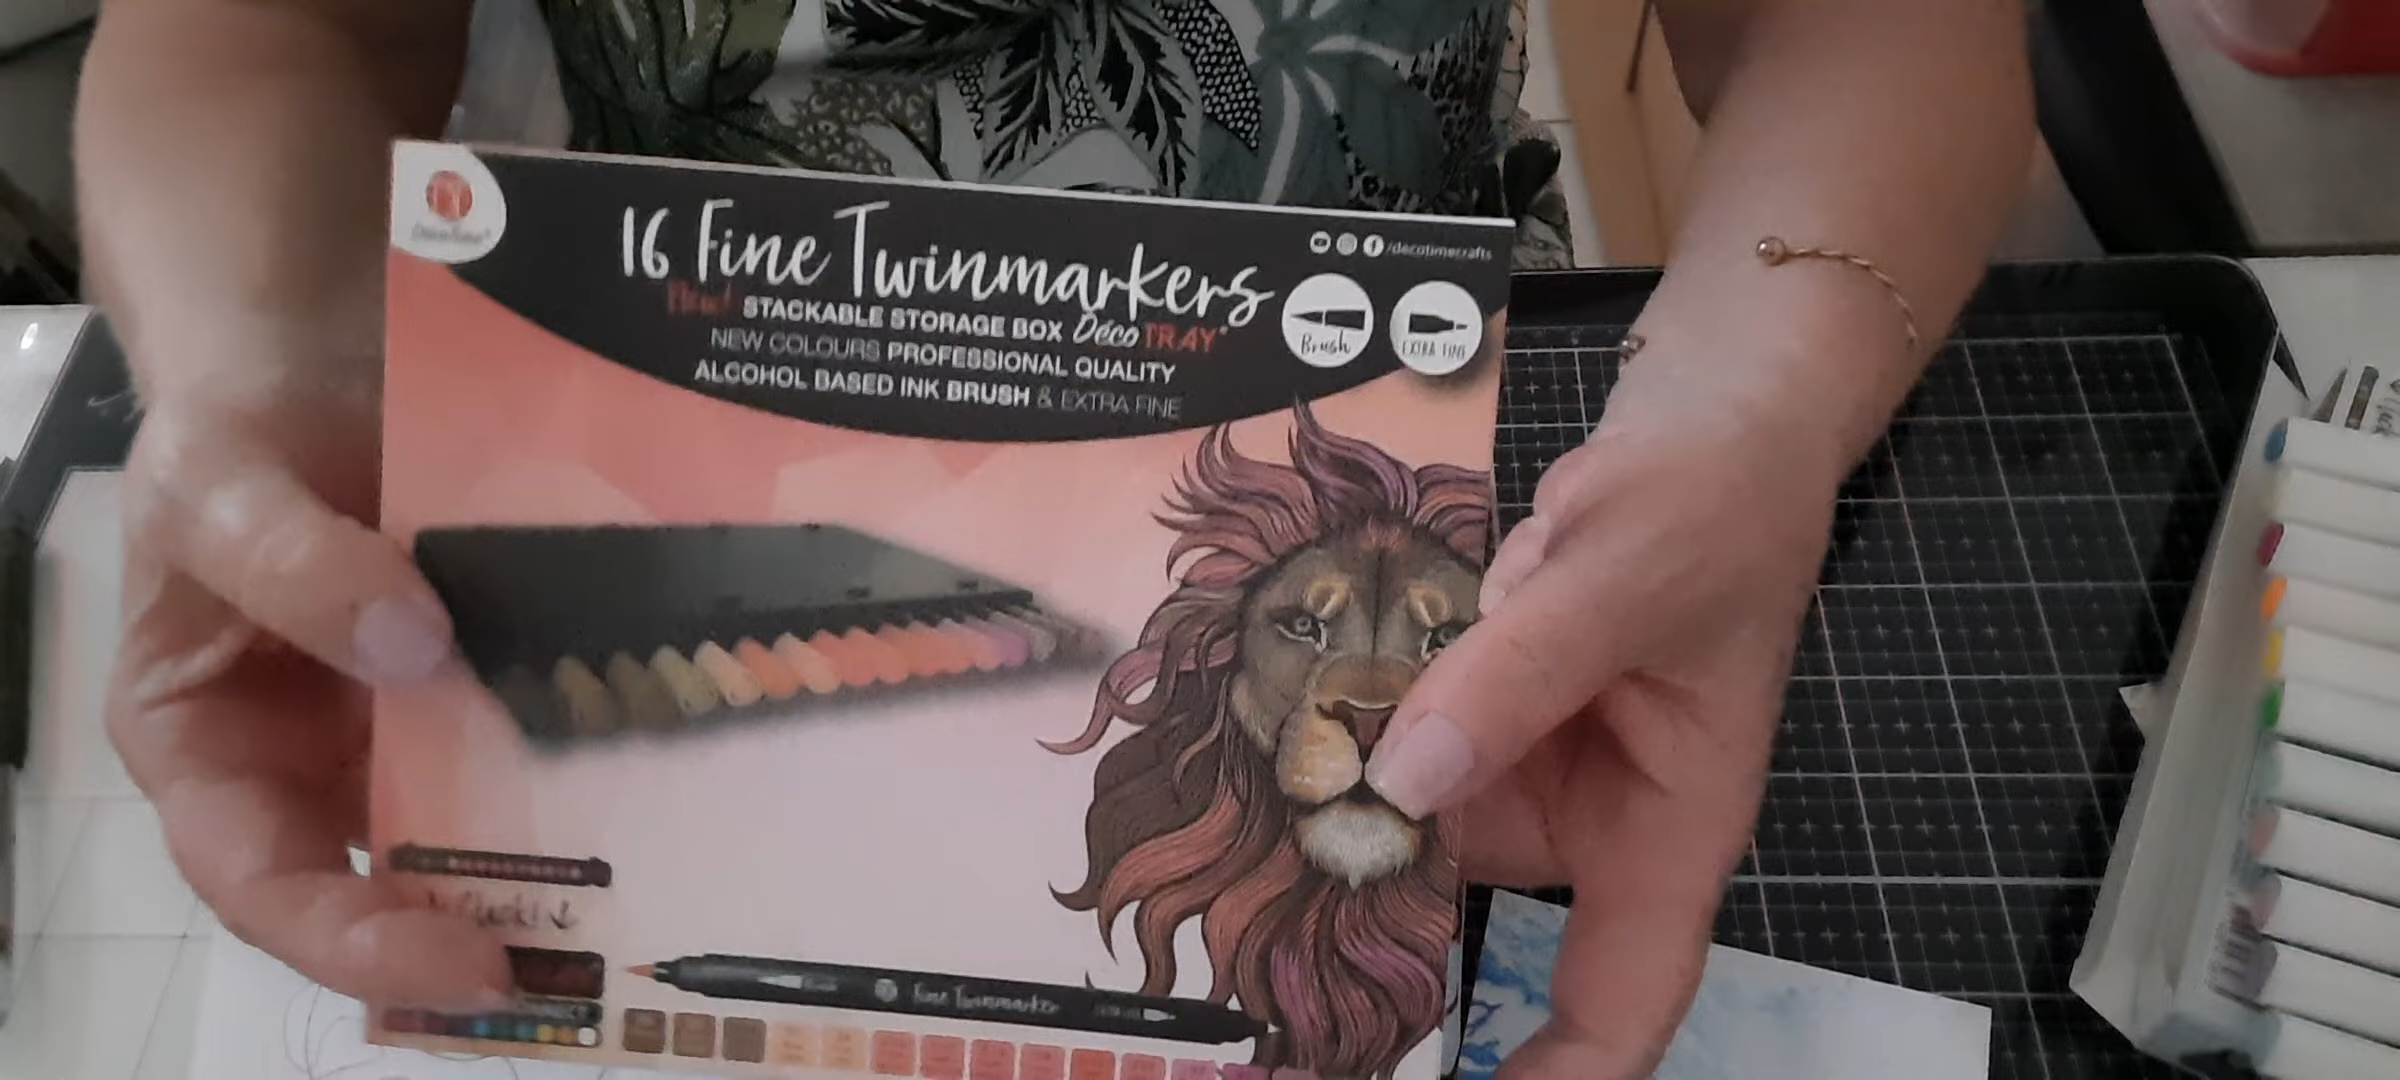 16 Fine Twinmarkers
/decotimecrafts
New! STACKABLE STORAGE BOX Déco TRAY®
NEW COLOURS PROFESSIONAL QUALITY
ALCOHOL BASED INK BRUSH & EXTRA FINE
Brush
EXTRA FINE
Fine Twinmarker